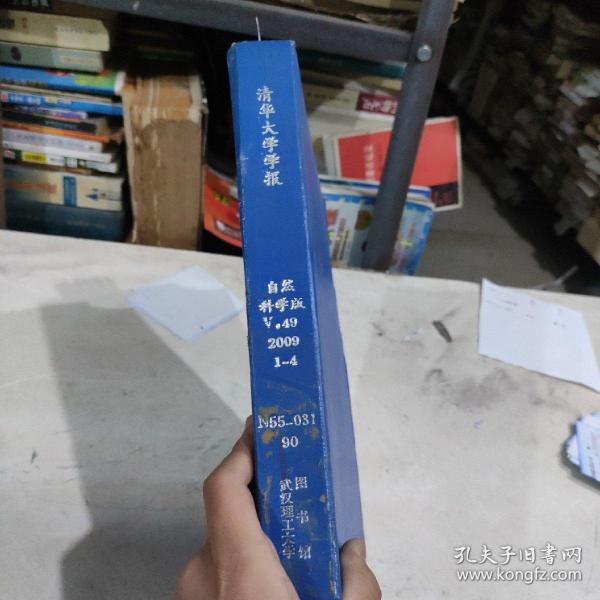 清华大学学报
自然
科学版
V.49
2009
1-4
N55-031
90
武汉理工大学
图书馆
孔夫子旧书网
www.kongfz.com